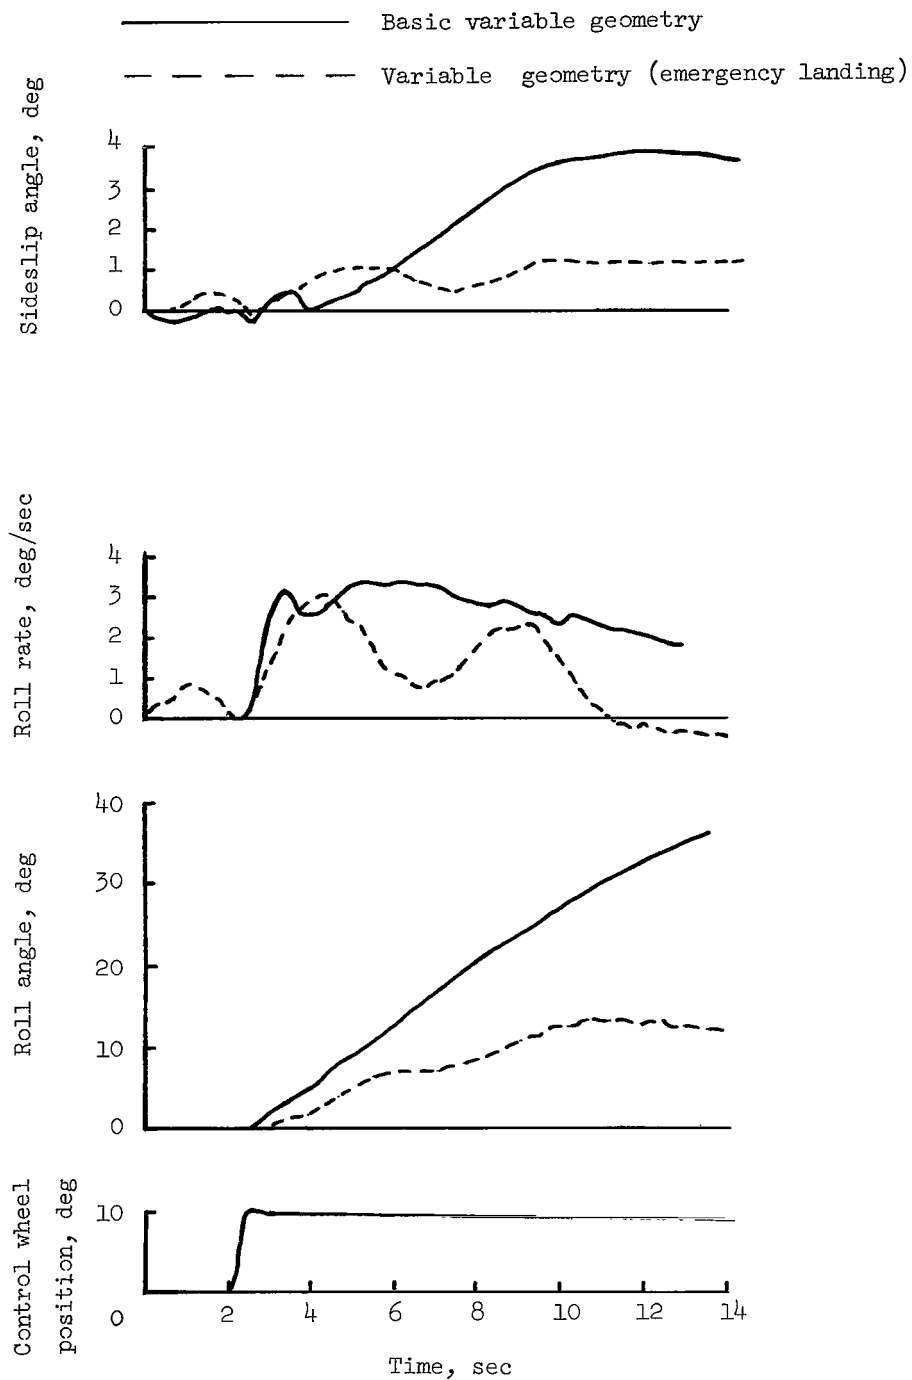 Basic variable geometry
Variable geometry (emergency landing)
Sideslip angle, deg
4
3
2
1
0
Roll rate, deg/sec
4
3
2
1
0
Roll angle, deg
40
30
20
10
0
Control wheel
position, deg
10
0
2 4 6 8 10 12 14
Time, sec